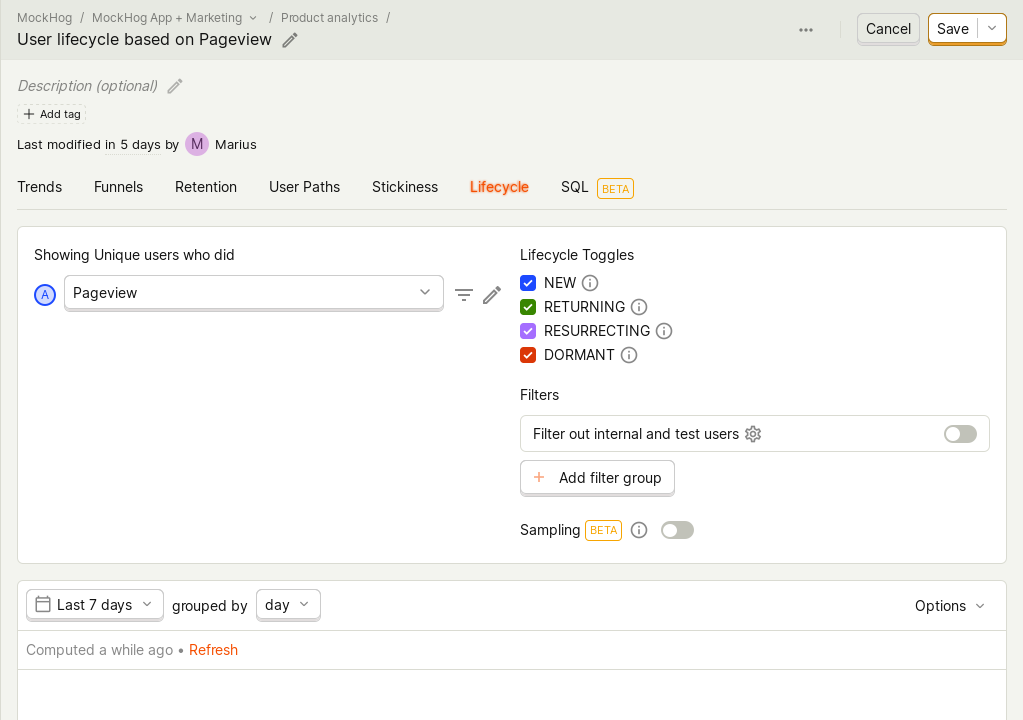 MockHog / MockHog App + Marketing / Product analytics /
User lifecycle based on Pageview
Cancel
Save
Description (optional)
Add tag
Last modified in 5 days by M Marius
Trends Funnels Retention User Paths Stickiness Lifecycle SQL BETA
Showing Unique users who did
A Pageview
Lifecycle Toggles
NEW
RETURNING
RESURRECTING
DORMANT
Filters
Filter out internal and test users
+ Add filter group
Sampling BETA
Last 7 days grouped by day
Options
Computed a while ago • Refresh